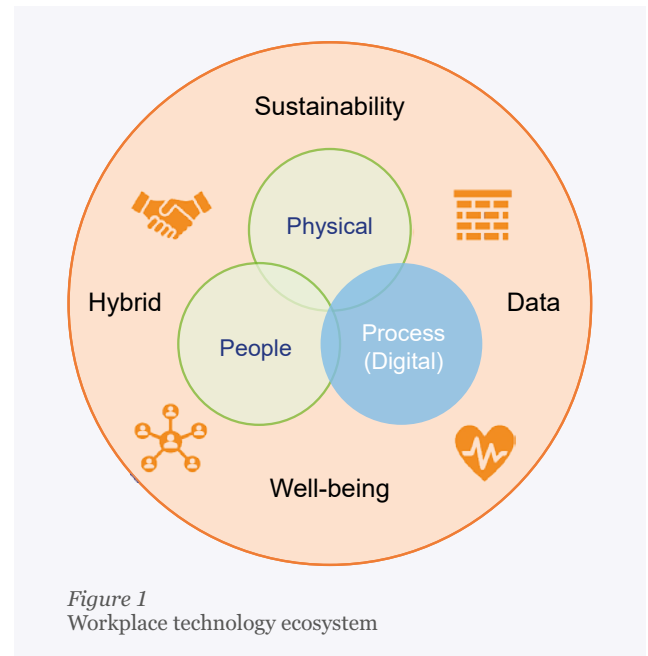 Sustainability
Physical
Hybrid
Data
People
Process
(Digital)
Well-being
Figure 1
Workplace technology ecosystem